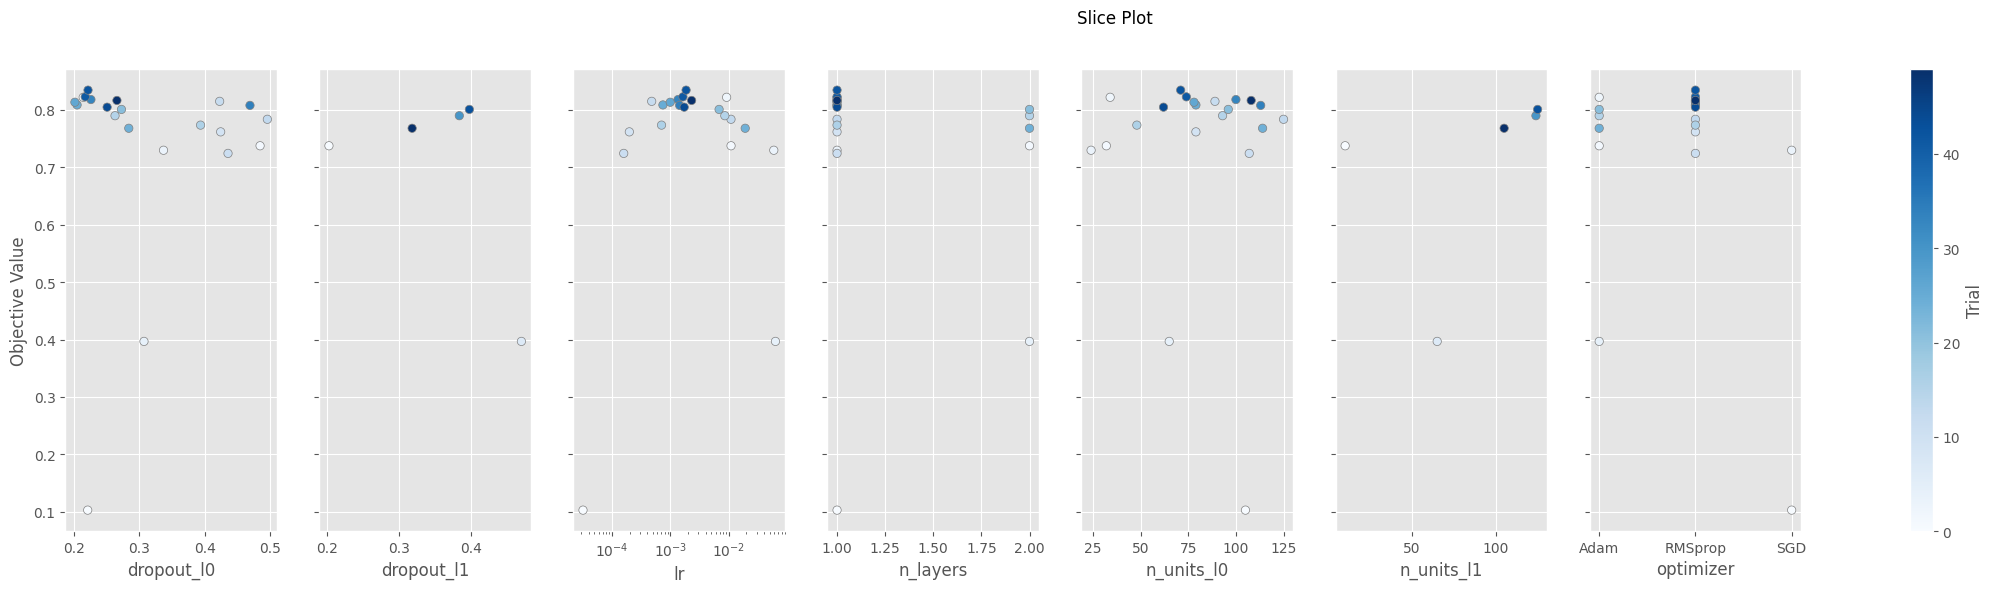 Slice Plot
Objective Value
0.8
0.7
0.6
0.5
0.4
0.3
0.2
0.1
0.2 0.3 0.4 0.5
dropout_l0
0.2 0.3 0.4
dropout_l1
10⁻⁴ 10⁻³ 10⁻²
lr
1.00 1.25 1.50 1.75 2.00
n_layers
25 50 75 100 125
n_units_l0
50 100
n_units_l1
Adam RMSprop SGD
optimizer
40
30
20
10
0
Trial